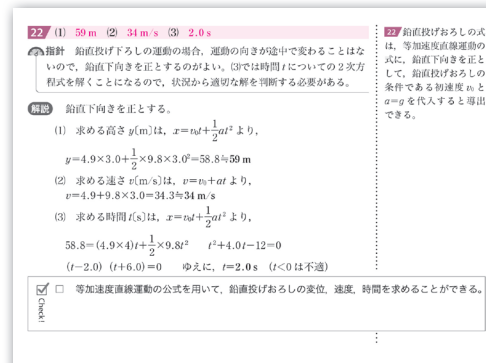 22 (1) 59 m (2) 34 m/s (3) 2.0 s
指針 鉛直投げ下ろしの運動の場合，運動の向きが途中で変わることはな
いので，鉛直下向きを正とするのがよい。(3)では時間 t についての 2 次方
程式を解くことになるので，状況から適切な解を判断する必要がある。
解説 鉛直下向きを正とする。
(1) 求める高さ y〔m〕は，x=v₀t+\frac{1}{2}at² より，
y=4.9×3.0+\frac{1}{2}×9.8×3.0²=58.8≒59 m
(2) 求める速さ v〔m/s〕は，v=v₀+at より，
v=4.9+9.8×3.0=34.3≒34 m/s
(3) 求める時間 t〔s〕は，x=v₀t+\frac{1}{2}at² より，
58.8=(4.9×4)t+\frac{1}{2}×9.8t² t²+4.0t-12=0
(t-2.0)(t+6.0)=0 ゆえに，t=2.0 s (t<0 は不適)
Check!
□ 等加速度直線運動の公式を用いて，鉛直投げおろしの変位，速度，時間を求めることができる。
22 鉛直投げおろしの式
は，等加速度直線運動の
式に，鉛直下向きを正と
して，鉛直投げおろしの
条件である初速度 v₀ と
a=g を代入すると導出
できる。